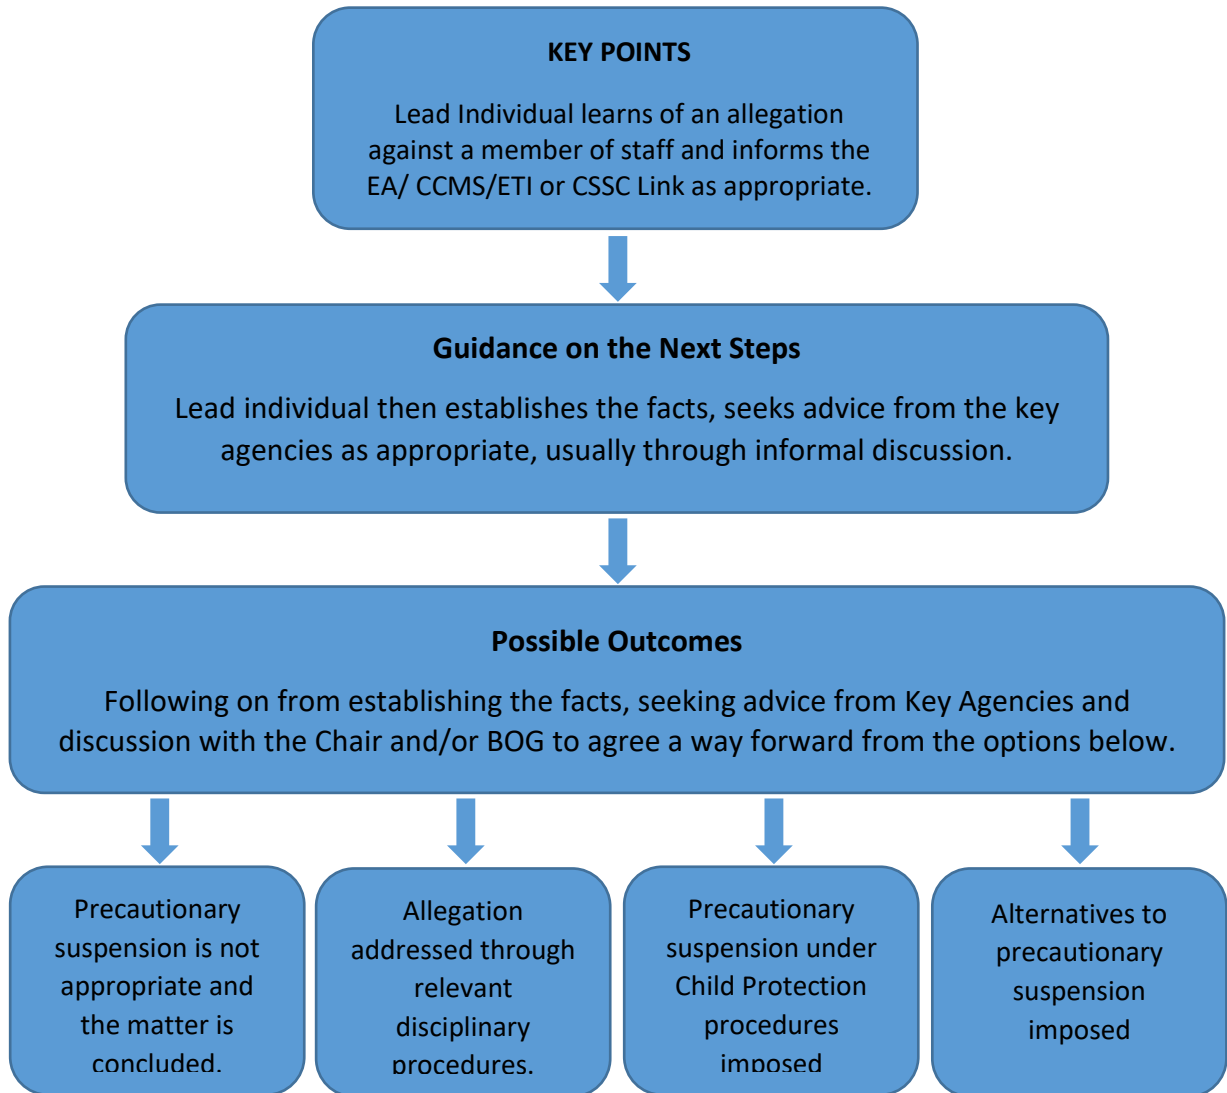 KEY POINTS
Lead Individual learns of an allegation
against a member of staff and informs the
EA/ CCMS/ETI or CSSC Link as appropriate.
Guidance on the Next Steps
Lead individual then establishes the facts, seeks advice from the key
agencies as appropriate, usually through informal discussion.
Possible Outcomes
Following on from establishing the facts, seeking advice from Key Agencies and
discussion with the Chair and/or BOG to agree a way forward from the options below.
Precautionary
suspension is not
appropriate and
the matter is
concluded.
Allegation
addressed through
relevant
disciplinary
procedures.
Precautionary
suspension under
Child Protection
procedures
imposed
Alternatives to
precautionary
suspension
imposed